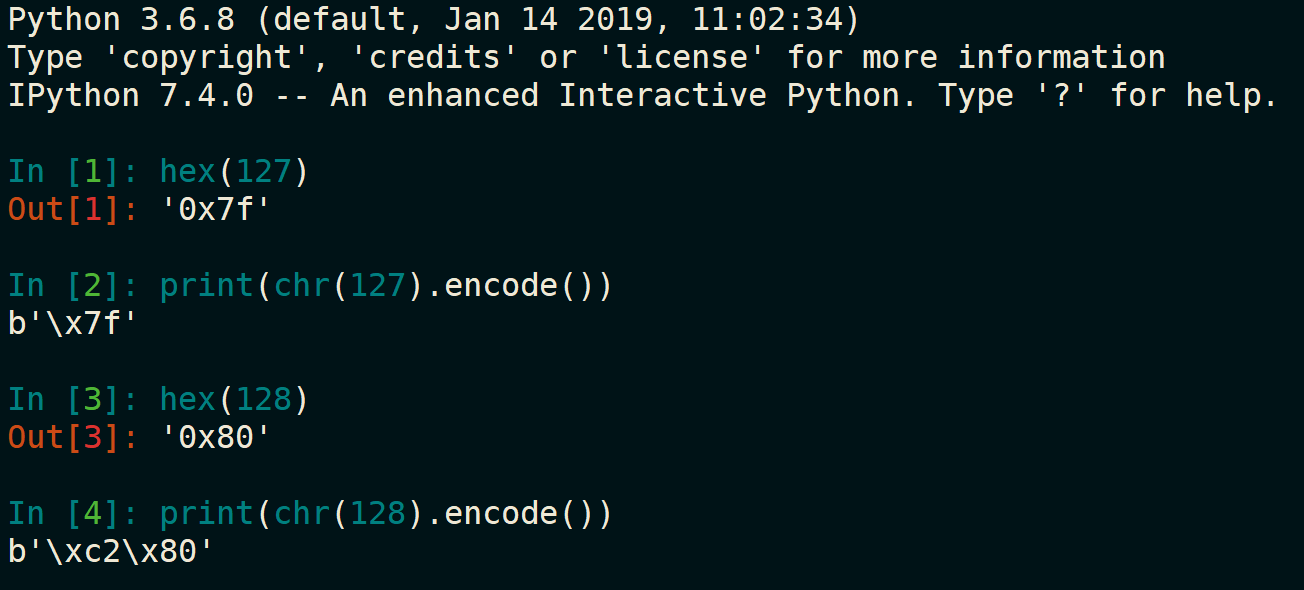 Python 3.6.8 (default, Jan 14 2019, 11:02:34)
Type 'copyright', 'credits' or 'license' for more information
IPython 7.4.0 -- An enhanced Interactive Python. Type '?' for help.
In [1]: hex(127)
Out[1]: '0x7f'
In [2]: print(chr(127).encode())
b'\x7f'
In [3]: hex(128)
Out[3]: '0x80'
In [4]: print(chr(128).encode())
b'\xc2\x80'